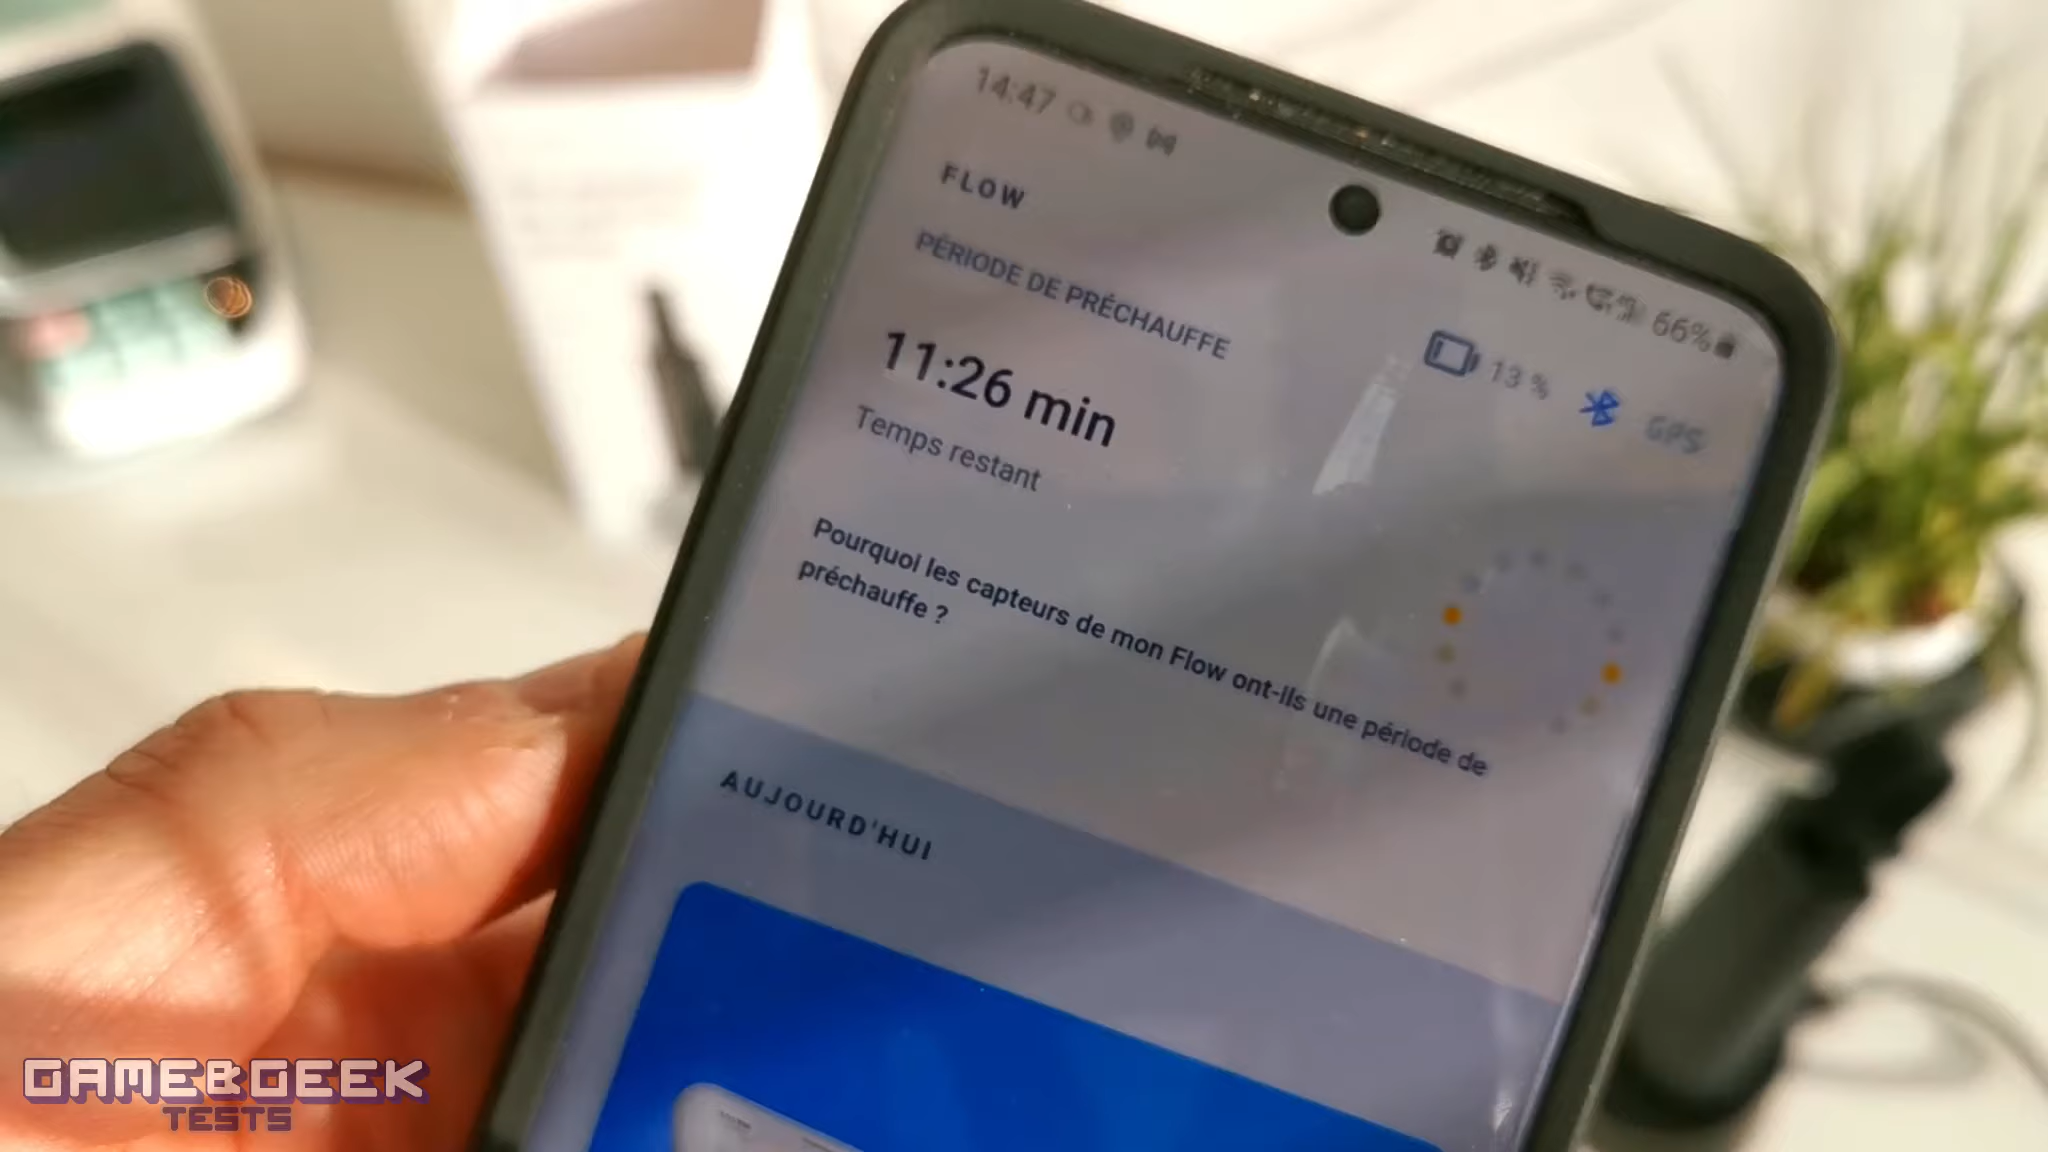 14:47
66%
FLOW
PÉRIODE DE PRÉCHAUFFE
13 %
GPS
11:26 min
Temps restant
Pourquoi les capteurs de mon Flow ont-ils une période de
préchauffe ?
AUJOURD'HUI
GAME&GEEK
TESTS